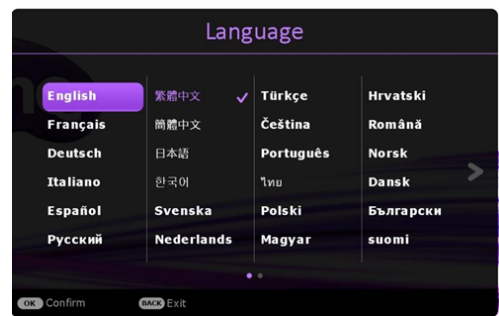 Language
English
繁體中文
Türkçe
Hrvatski
Français
簡體中文
Čeština
Română
Deutsch
日本語
Português
Norsk
Italiano
한국어
ไทย
Dansk
Español
Svenska
Polski
Български
Русский
Nederlands
Magyar
suomi
OK Confirm
BACK Exit